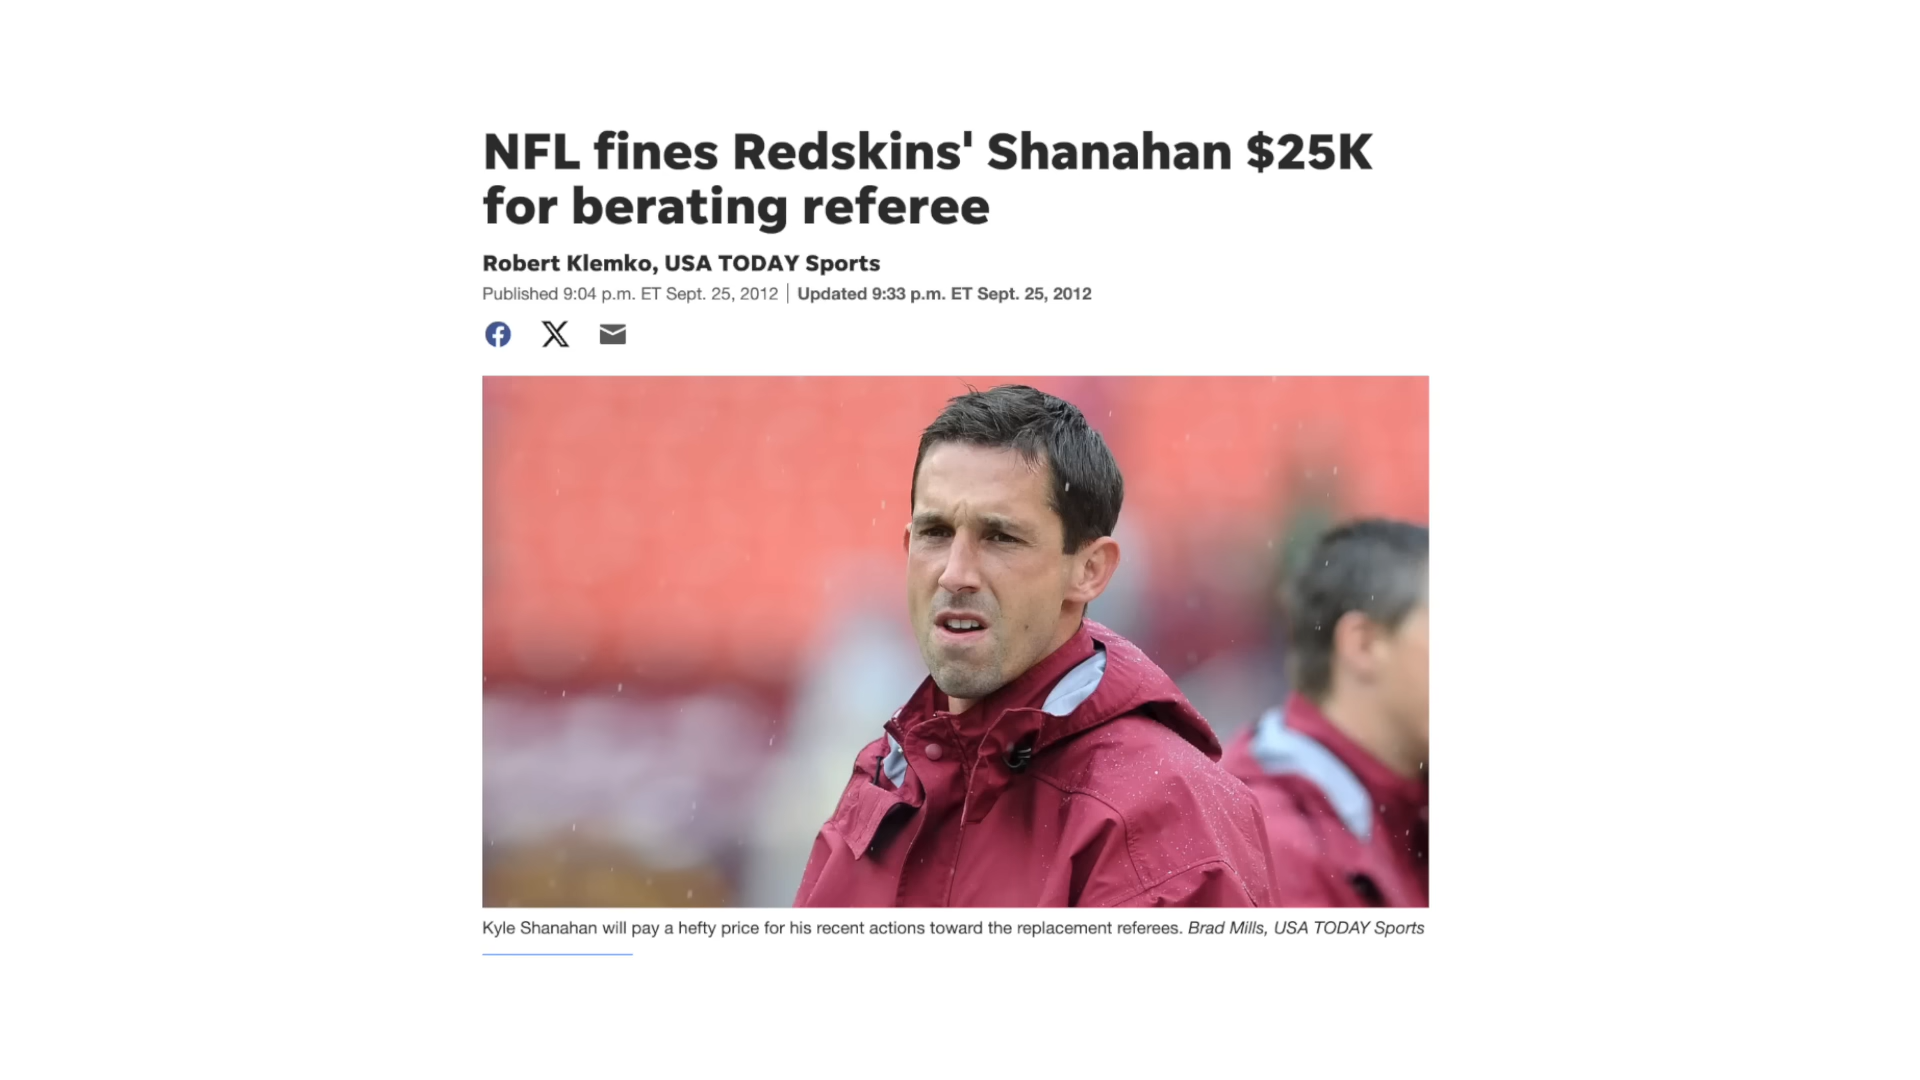 NFL fines Redskins' Shanahan $25K
for berating referee
Robert Klemko, USA TODAY Sports
Published 9:04 p.m. ET Sept. 25, 2012 | Updated 9:33 p.m. ET Sept. 25, 2012
Kyle Shanahan will pay a hefty price for his recent actions toward the replacement referees. Brad Mills, USA TODAY Sports